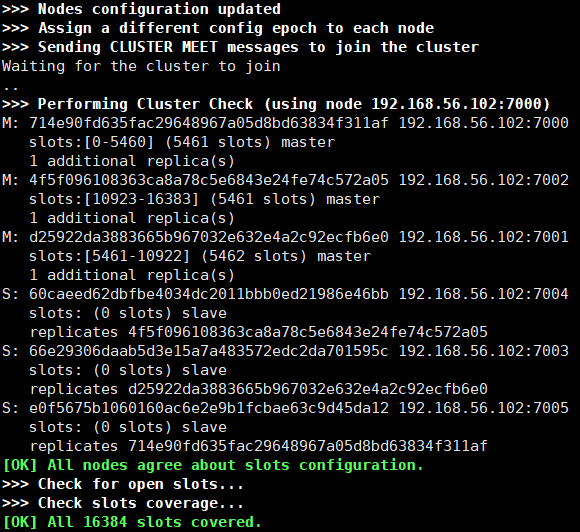 >>> Nodes configuration updated
>>> Assign a different config epoch to each node
>>> Sending CLUSTER MEET messages to join the cluster
Waiting for the cluster to join
..
>>> Performing Cluster Check (using node 192.168.56.102:7000)
M: 714e90fd635fac29648967a05d8bd63834f311af 192.168.56.102:7000
   slots:[0-5460] (5461 slots) master
   1 additional replica(s)
M: 4f5f096108363ca8a78c5e6843e24fe74c572a05 192.168.56.102:7002
   slots:[10923-16383] (5461 slots) master
   1 additional replica(s)
M: d25922da3883665b967032e632e4a2c92ecfb6e0 192.168.56.102:7001
   slots:[5461-10922] (5462 slots) master
   1 additional replica(s)
S: 60caeed62dbfbe4034dc2011bbb0ed21986e46bb 192.168.56.102:7004
   slots: (0 slots) slave
   replicates 4f5f096108363ca8a78c5e6843e24fe74c572a05
S: 66e29306daab5d3e15a7a483572edc2da701595c 192.168.56.102:7003
   slots: (0 slots) slave
   replicates d25922da3883665b967032e632e4a2c92ecfb6e0
S: e0f5675b1060160ac6e2e9b1fcbae63c9d45da12 192.168.56.102:7005
   slots: (0 slots) slave
   replicates 714e90fd635fac29648967a05d8bd63834f311af
[OK] All nodes agree about slots configuration.
>>> Check for open slots...
>>> Check slots coverage...
[OK] All 16384 slots covered.